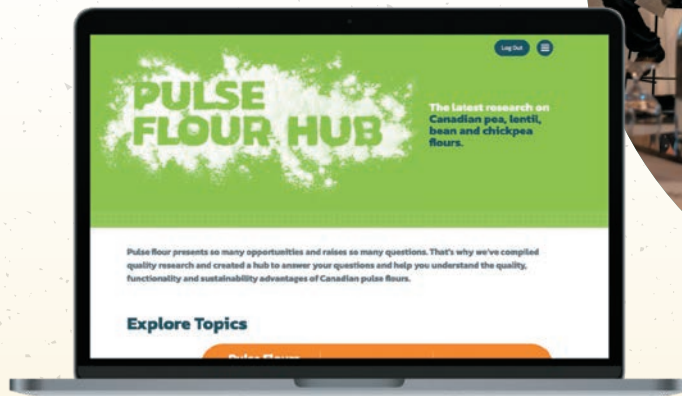 Log Out
PULSE
FLOUR HUB
The latest research on
Canadian pea, lentil,
bean and chickpea
flours.
Pulse flour presents so many opportunities and raises so many questions. That's why we've compiled
quality research and created a hub to answer your questions and help you understand the quality,
functionality and sustainability advantages of Canadian pulse flours.
Explore Topics
Pulse Flours